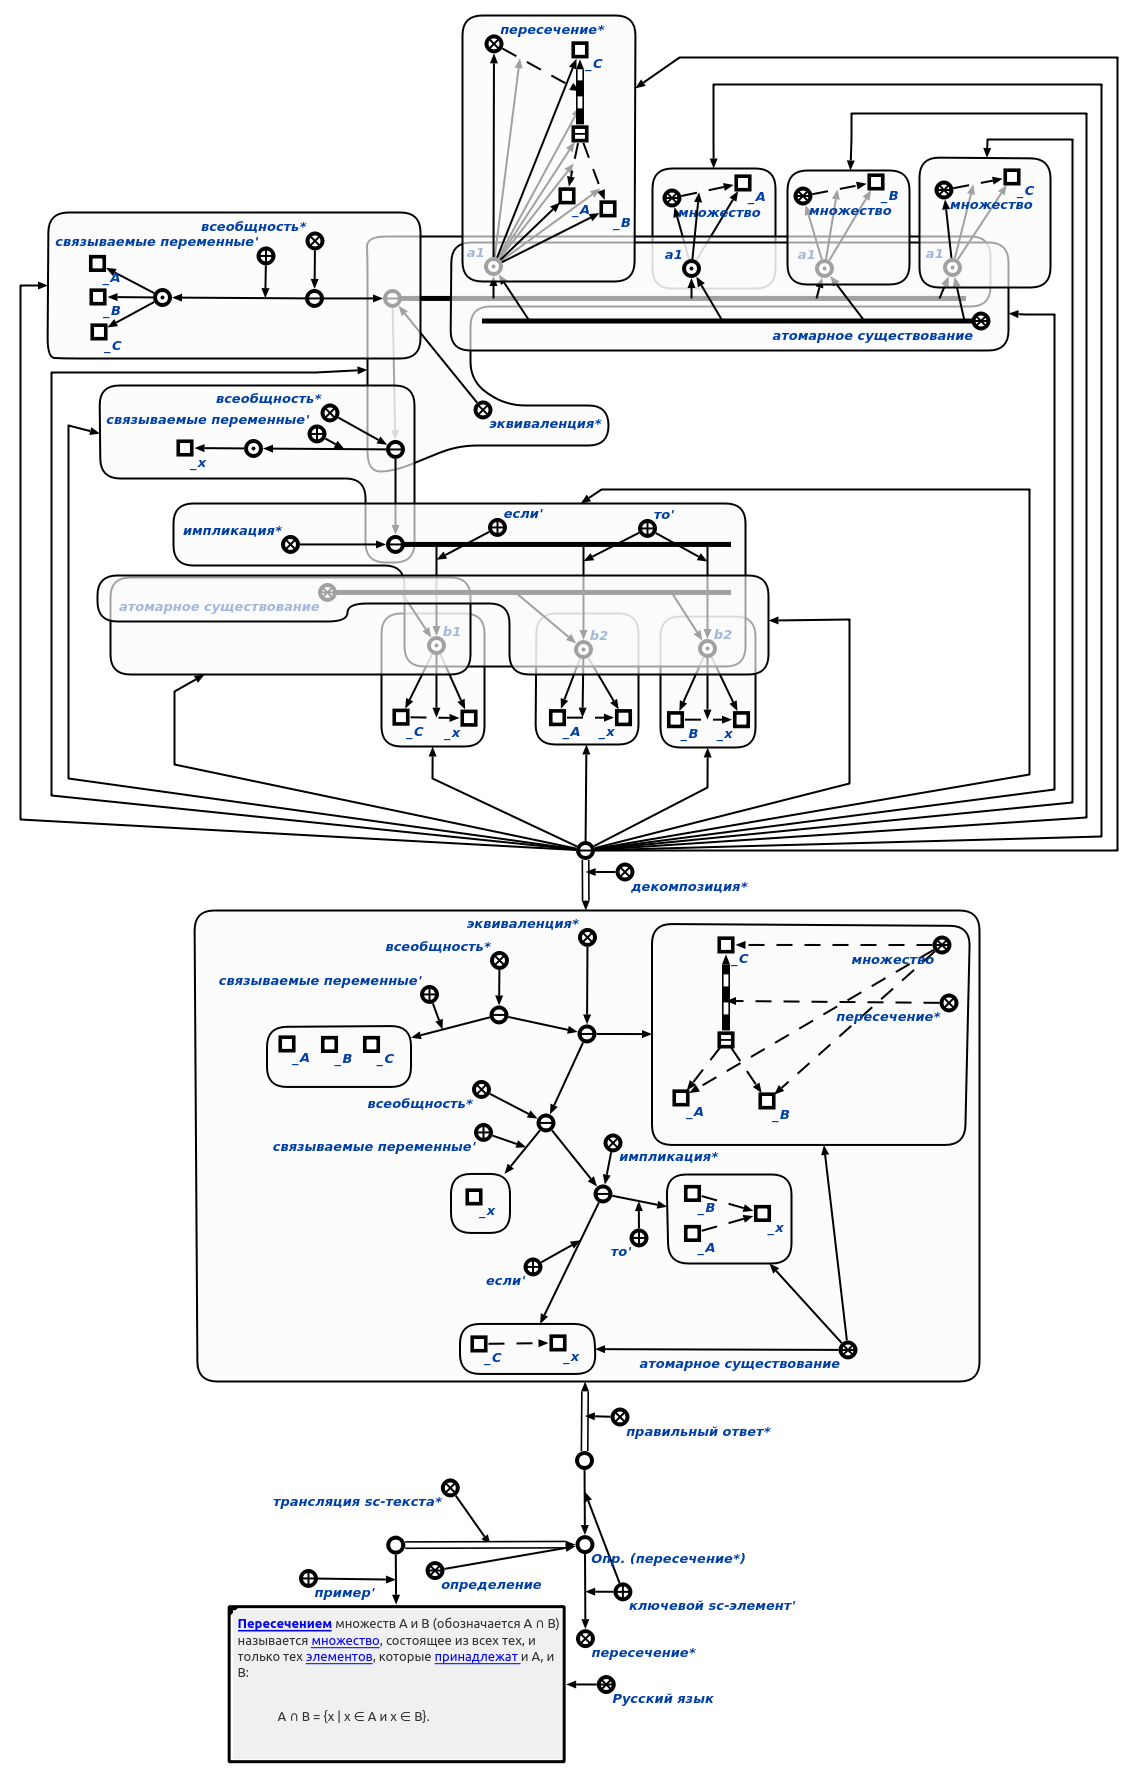 пересечение*
_C
_A
_B
a1
_A
множество
a1
_B
множество
a1
_C
множество
a1
всеобщность*
связываемые переменные'
_A
_B
_C
атомарное существование
эквиваленция*
всеобщность*
связываемые переменные'
_x
импликация*
если'
то'
атомарное существование
b1
b2
b2
_C
_x
_A
_x
_B
_x
декомпозиция*
эквиваленция*
всеобщность*
связываемые переменные'
_A
_B
_C
_C
множество
пересечение*
_A
_B
всеобщность*
связываемые переменные'
_x
импликация*
_B
_x
_A
то'
если'
_C
_x
атомарное существование
правильный ответ*
трансляция sc-текста*
Опр. (пересечение*)
определение
пример'
ключевой sc-элемент'
пересечение*
Русский язык
Пересечением множеств A и B (обозначается A ∩ B)
называется множество, состоящее из всех тех, и
только тех элементов, которые принадлежат и A, и
B:
A ∩ B = {x | x ∈ A и x ∈ B}.